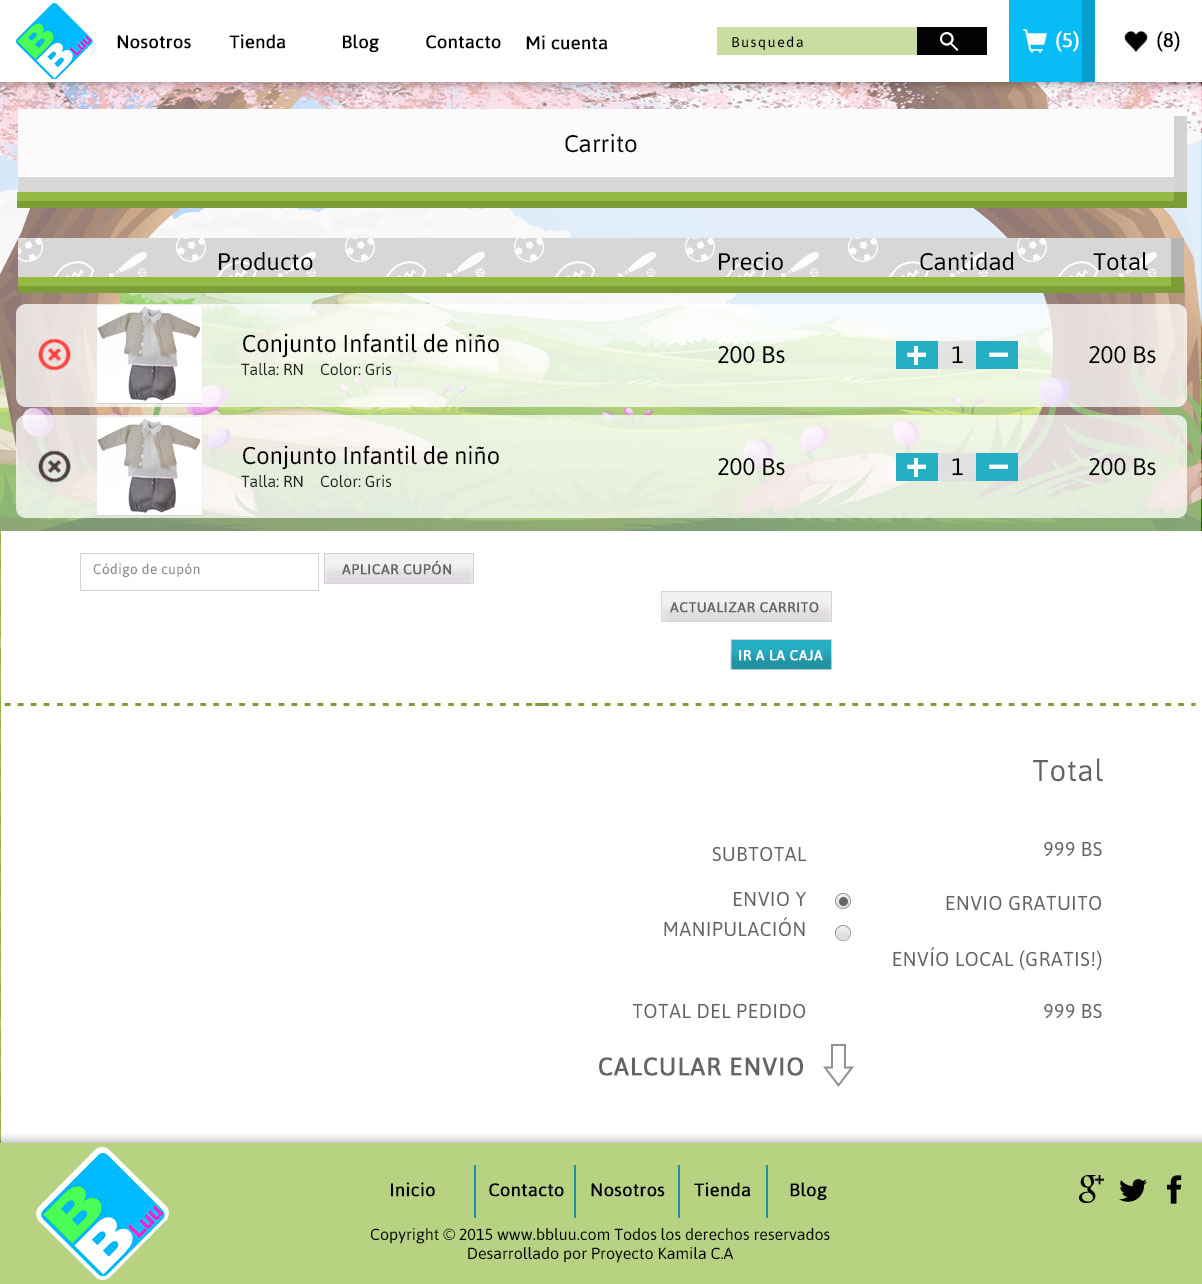 BBLuu
Nosotros Tienda Blog Contacto Mi cuenta Busqueda (5) (8)
Carrito
Producto Precio Cantidad Total
Conjunto Infantil de niño 200 Bs 1 200 Bs
Talla: RN Color: Gris
Conjunto Infantil de niño 200 Bs 1 200 Bs
Talla: RN Color: Gris
Código de cupón APLICAR CUPÓN
ACTUALIZAR CARRITO
IR A LA CAJA
Total
SUBTOTAL 999 BS
ENVIO Y ENVIO GRATUITO
MANIPULACIÓN
ENVÍO LOCAL (GRATIS!)
TOTAL DEL PEDIDO 999 BS
CALCULAR ENVIO
BBLuu
Inicio Contacto Nosotros Tienda Blog g+ f
Copyright © 2015 www.bbluu.com Todos los derechos reservados
Desarrollado por Proyecto Kamila C.A